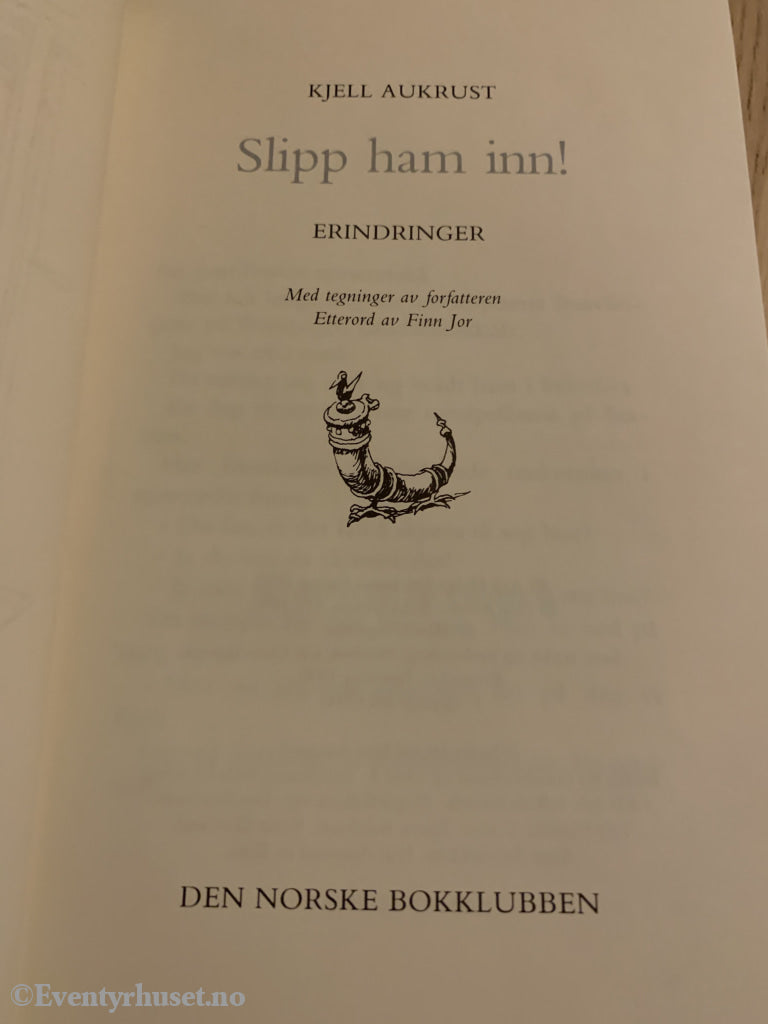 KJELL AUKRUST
Slipp ham inn!
ERINDRINGER
Med tegninger av forfatteren
Etterord av Finn Jor
DEN NORSKE BOKKLUBBEN
©Eventyrhuset.no